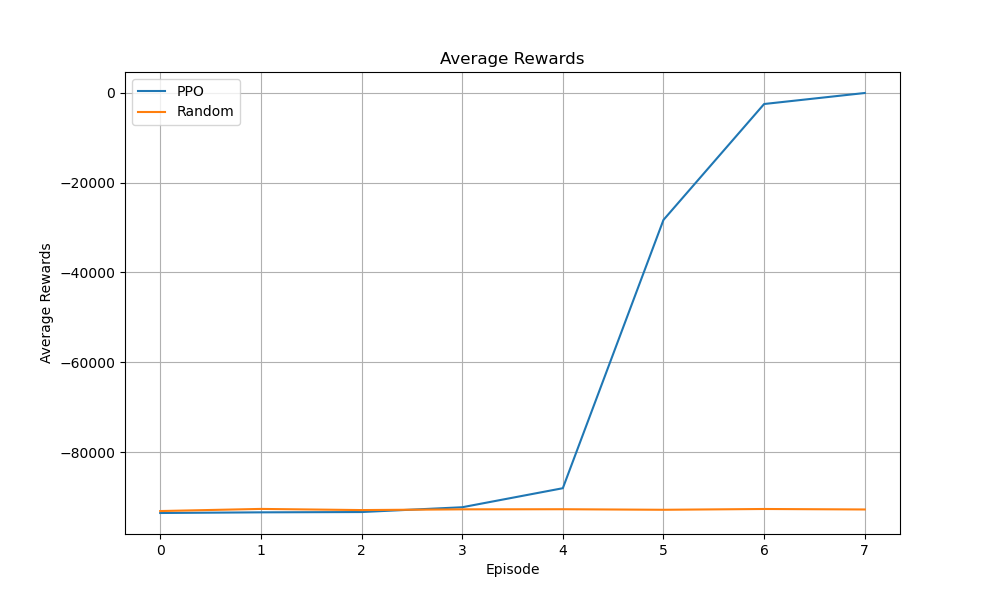 Average Rewards
PPO
Random
0
−20000
−40000
−60000
−80000
Average Rewards
0 1 2 3 4 5 6 7
Episode